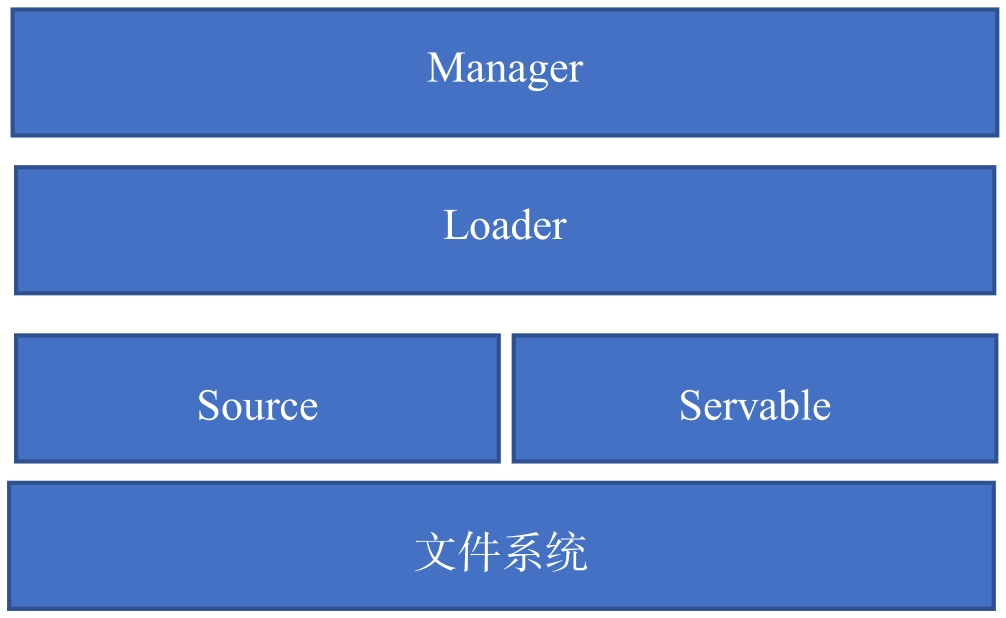 Manager
Loader
Source
Servable
文件系统